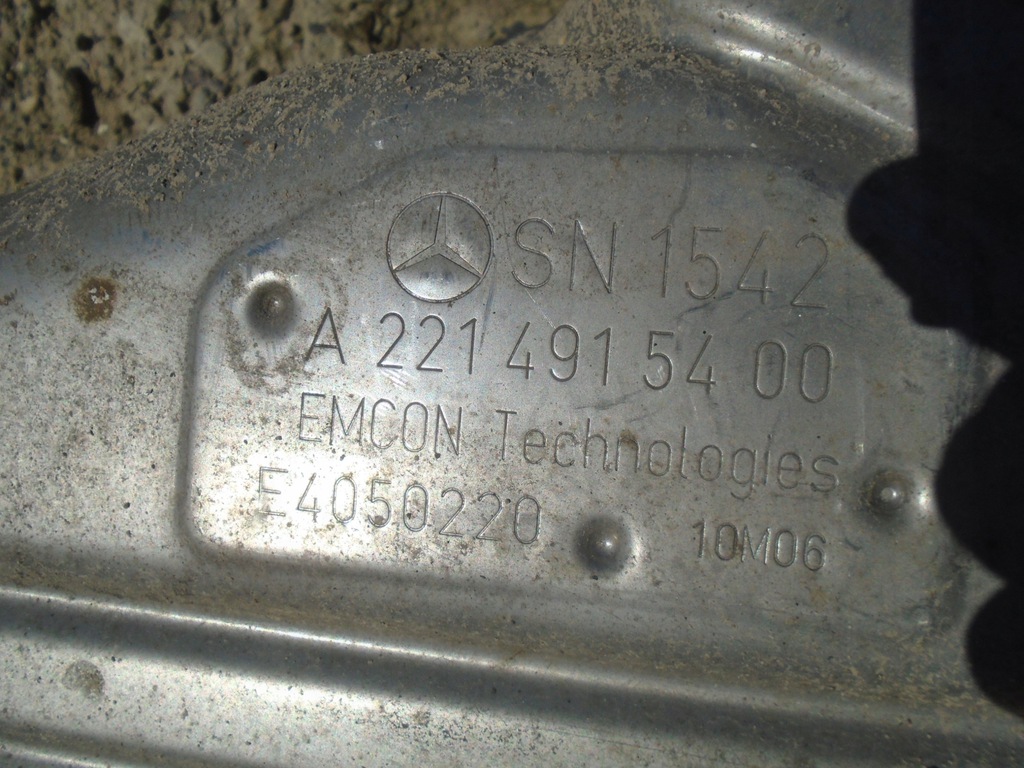 SN 1542
A 221 491 54 00
EMCON Technologies
E4050220 10M06